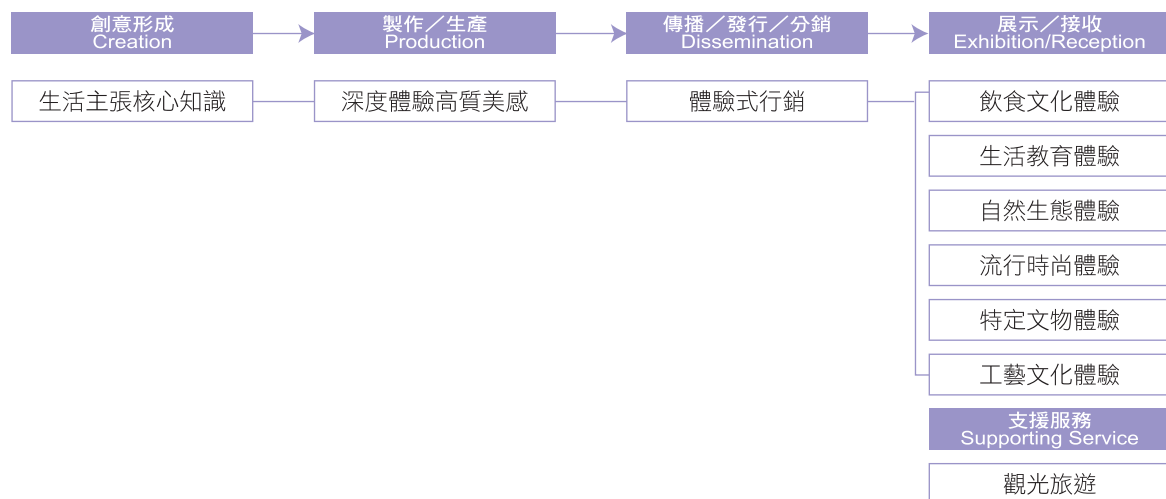 創意形成
Creation
製作／生產
Production
傳播／發行／分銷
Dissemination
展示／接收
Exhibition/Reception
生活主張核心知識
深度體驗高質美感
體驗式行銷
飲食文化體驗
生活教育體驗
自然生態體驗
流行時尚體驗
特定文物體驗
工藝文化體驗
支援服務
Supporting Service
觀光旅遊